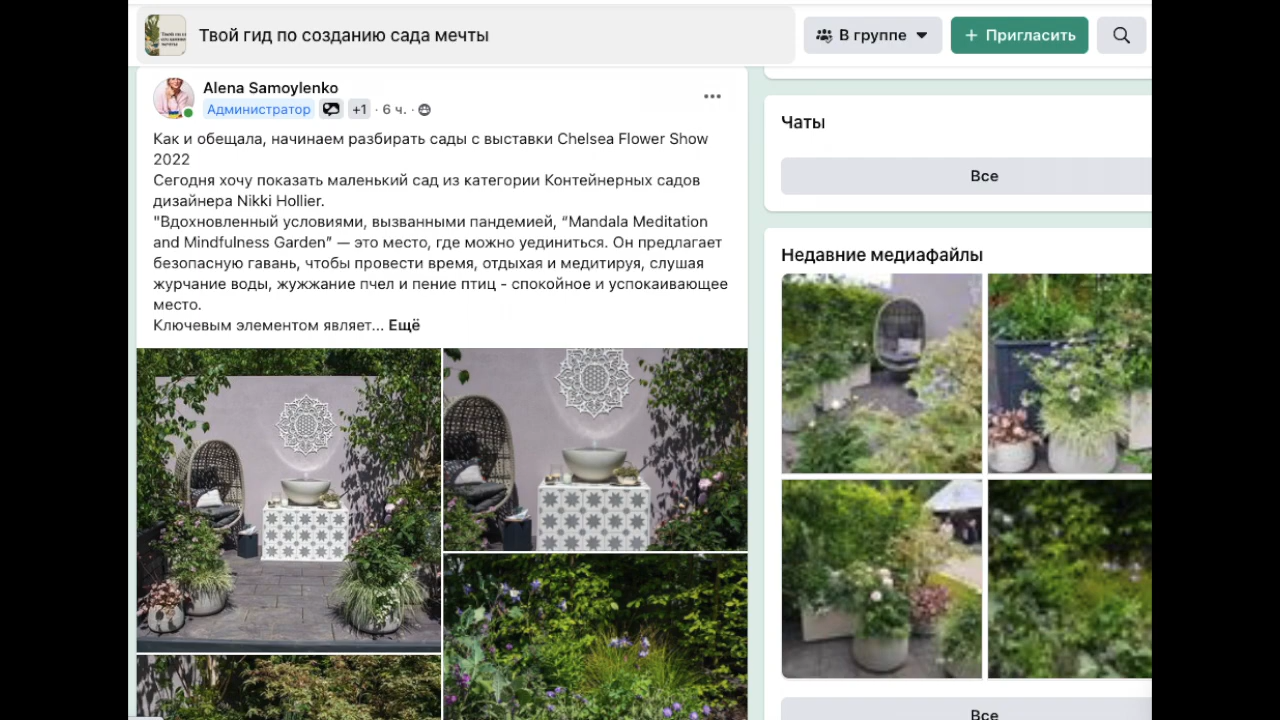 Твой гид по созданию сада мечты
В группе
+ Пригласить
Alena Samoylenko
Администратор +1 · 6 ч. ·
Как и обещала, начинаем разбирать сады с выставки Chelsea Flower Show
2022
Сегодня хочу показать маленький сад из категории Контейнерных садов
дизайнера Nikki Hollier.
"Вдохновленный условиями, вызванными пандемией, “Mandala Meditation
and Mindfulness Garden” — это место, где можно уединиться. Он предлагает
безопасную гавань, чтобы провести время, отдыхая и медитируя, слушая
журчание воды, жужжание пчел и пение птиц - спокойное и успокаивающее
место.
Ключевым элементом являет... Ещё
Чаты
Все
Недавние медиафайлы
Все